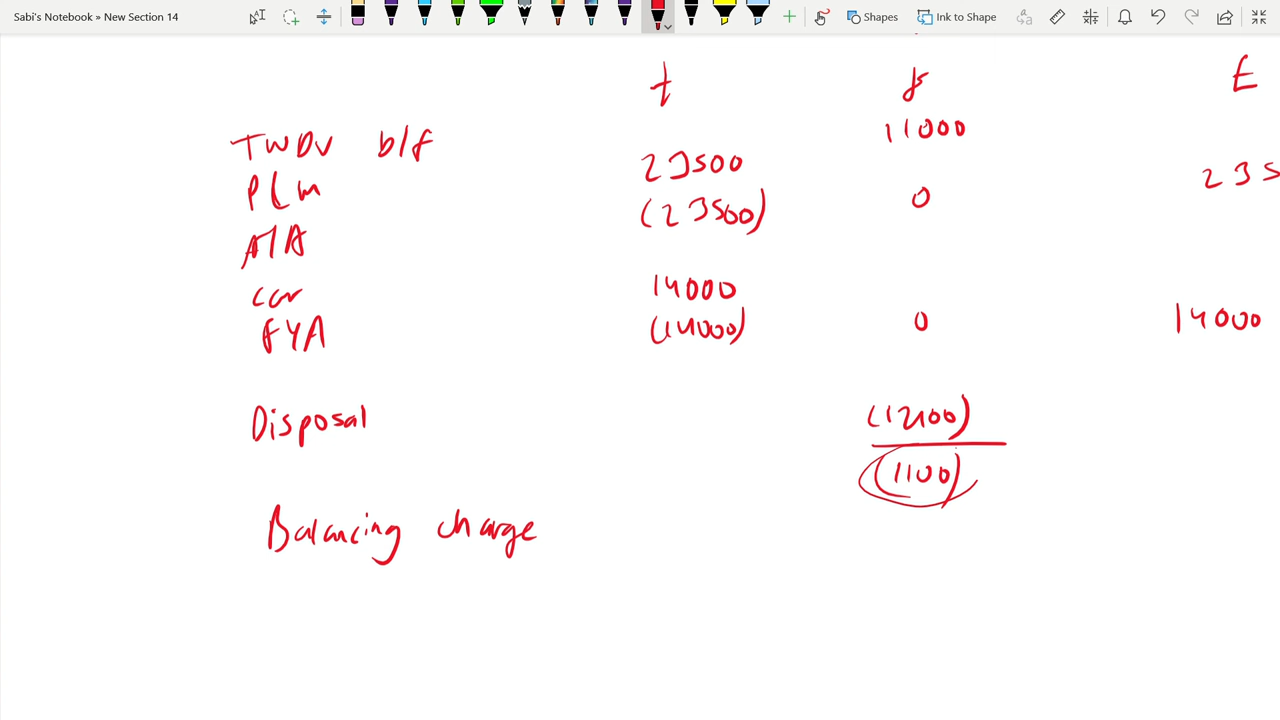 Sabi's Notebook » New Section 14
Shapes
Ink to Shape
£
TWDV b/f 11000
P&M 23500
AIA (23500) 0
car 14000
FYA (14000) 0 14000
Disposal (12100)
(1100)
Balancing charge